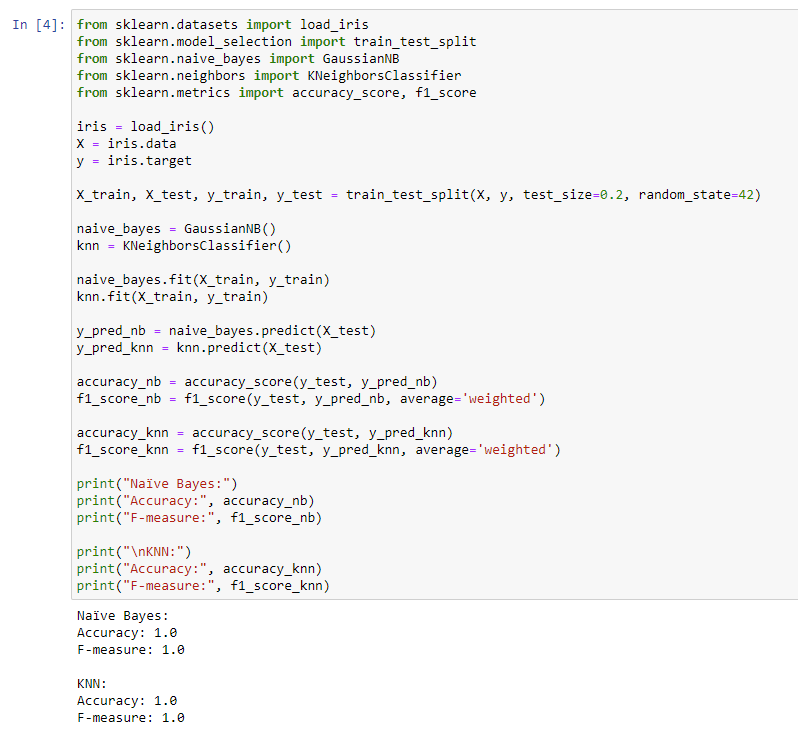 In [4]: from sklearn.datasets import load_iris
from sklearn.model_selection import train_test_split
from sklearn.naive_bayes import GaussianNB
from sklearn.neighbors import KNeighborsClassifier
from sklearn.metrics import accuracy_score, f1_score
iris = load_iris()
X = iris.data
y = iris.target
X_train, X_test, y_train, y_test = train_test_split(X, y, test_size=0.2, random_state=42)
naive_bayes = GaussianNB()
knn = KNeighborsClassifier()
naive_bayes.fit(X_train, y_train)
knn.fit(X_train, y_train)
y_pred_nb = naive_bayes.predict(X_test)
y_pred_knn = knn.predict(X_test)
accuracy_nb = accuracy_score(y_test, y_pred_nb)
f1_score_nb = f1_score(y_test, y_pred_nb, average='weighted')
accuracy_knn = accuracy_score(y_test, y_pred_knn)
f1_score_knn = f1_score(y_test, y_pred_knn, average='weighted')
print("Naïve Bayes:")
print("Accuracy:", accuracy_nb)
print("F-measure:", f1_score_nb)
print("\nKNN:")
print("Accuracy:", accuracy_knn)
print("F-measure:", f1_score_knn)
Naïve Bayes:
Accuracy: 1.0
F-measure: 1.0
KNN:
Accuracy: 1.0
F-measure: 1.0